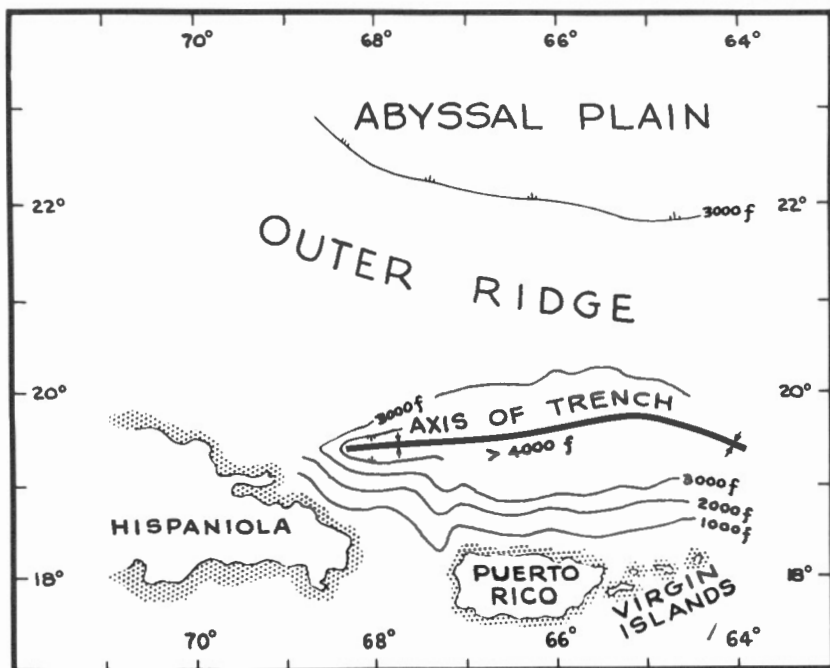 70° 68° 66° 64°
ABYSSAL PLAIN
3000f
22° 22°
OUTER RIDGE
20° 20°
3000f
AXIS OF TRENCH
> 4000 f
3000f
2000f
1000f
HISPANIOLA
18° 18°
PUERTO
RICO
VIRGIN
ISLANDS
70° 68° 66° 64°